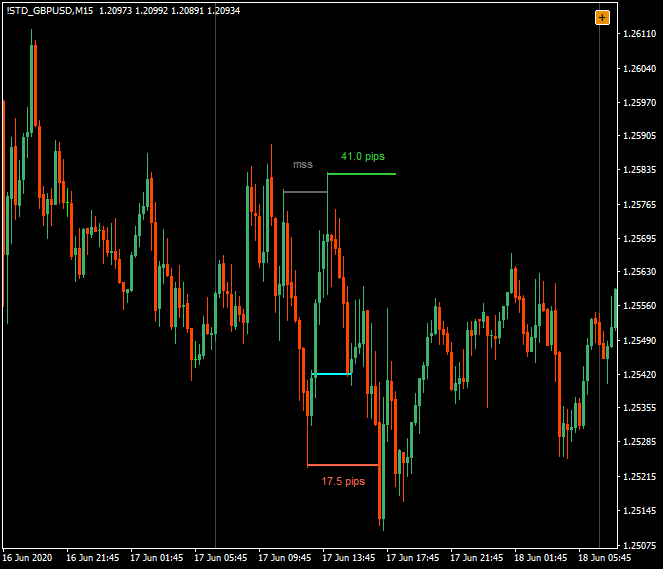 !STD_GBPUSD,M15 1.20973 1.20992 1.20891 1.20934
+
1.26110
1.26040
1.25970
1.25905
1.25835
1.25765
1.25695
1.25630
1.25560
1.25490
1.25420
1.25355
1.25285
1.25215
1.25145
1.25075
mss
41.0 pips
17.5 pips
16 Jun 2020
16 Jun 21:45
17 Jun 01:45
17 Jun 05:45
17 Jun 09:45
17 Jun 13:45
17 Jun 17:45
17 Jun 21:45
18 Jun 01:45
18 Jun 05:45